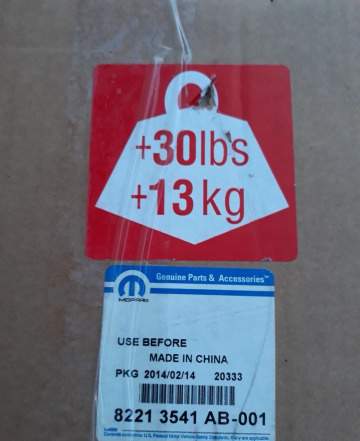 +30lbs
+13kg
Genuine Parts & Accessories™
MOPAR
USE BEFORE
MADE IN CHINA
PKG 2014/02/14 20333
8221 3541 AB-001